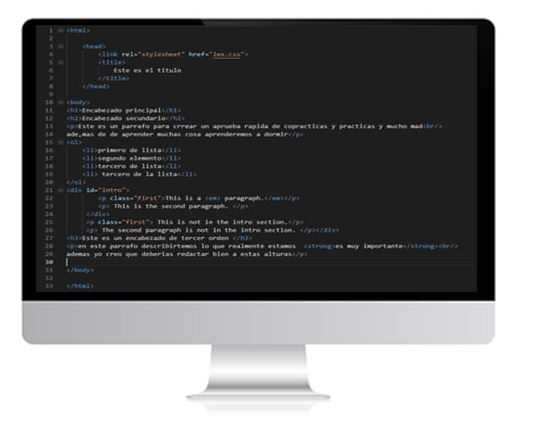 1 <html>
2
3 <head>
4 <link rel="stylesheet" href="lex.css">
5 <title>
6 Este es el titulo
7 </title>
8 </head>
9
10 <body>
11 <h1>Encabezado principal</h1>
12 <h2>Encabezado secundario</h2>
13 <p>Este es un parrafo para crrear un aprueba rapida de copracticas y practicas y mucho mad<br/>
14 ade,mas de de aprender muchas cosa aprenderemos a dormir</p>
15 <ol>
16 <li>primero de lista</li>
17 <li>segundo elemento</li>
18 <li>tercero de lista</li>
19 <li> tercero de la lista</li>
20 </ol>
21 <div id="intro">
22 <p class="first">This is a <em> paragraph.</em></p>
23 <p> This is the second paragraph. </p>
24 </div>
25 <p class="first"> This is not in the intro section.</p>
26 <p> The second paragraph is not in the intro section. </p></div>
27 <h1>Este es un encabezado de tercer orden </h1>
28 <p>en este parrafo describirtemos lo que realmente estamos <strong>es muy importante</strong><br/>
29 ademas yo creo que deberias redactar bien a estas alturas</p>
30
31 </body>
32
33 </html>